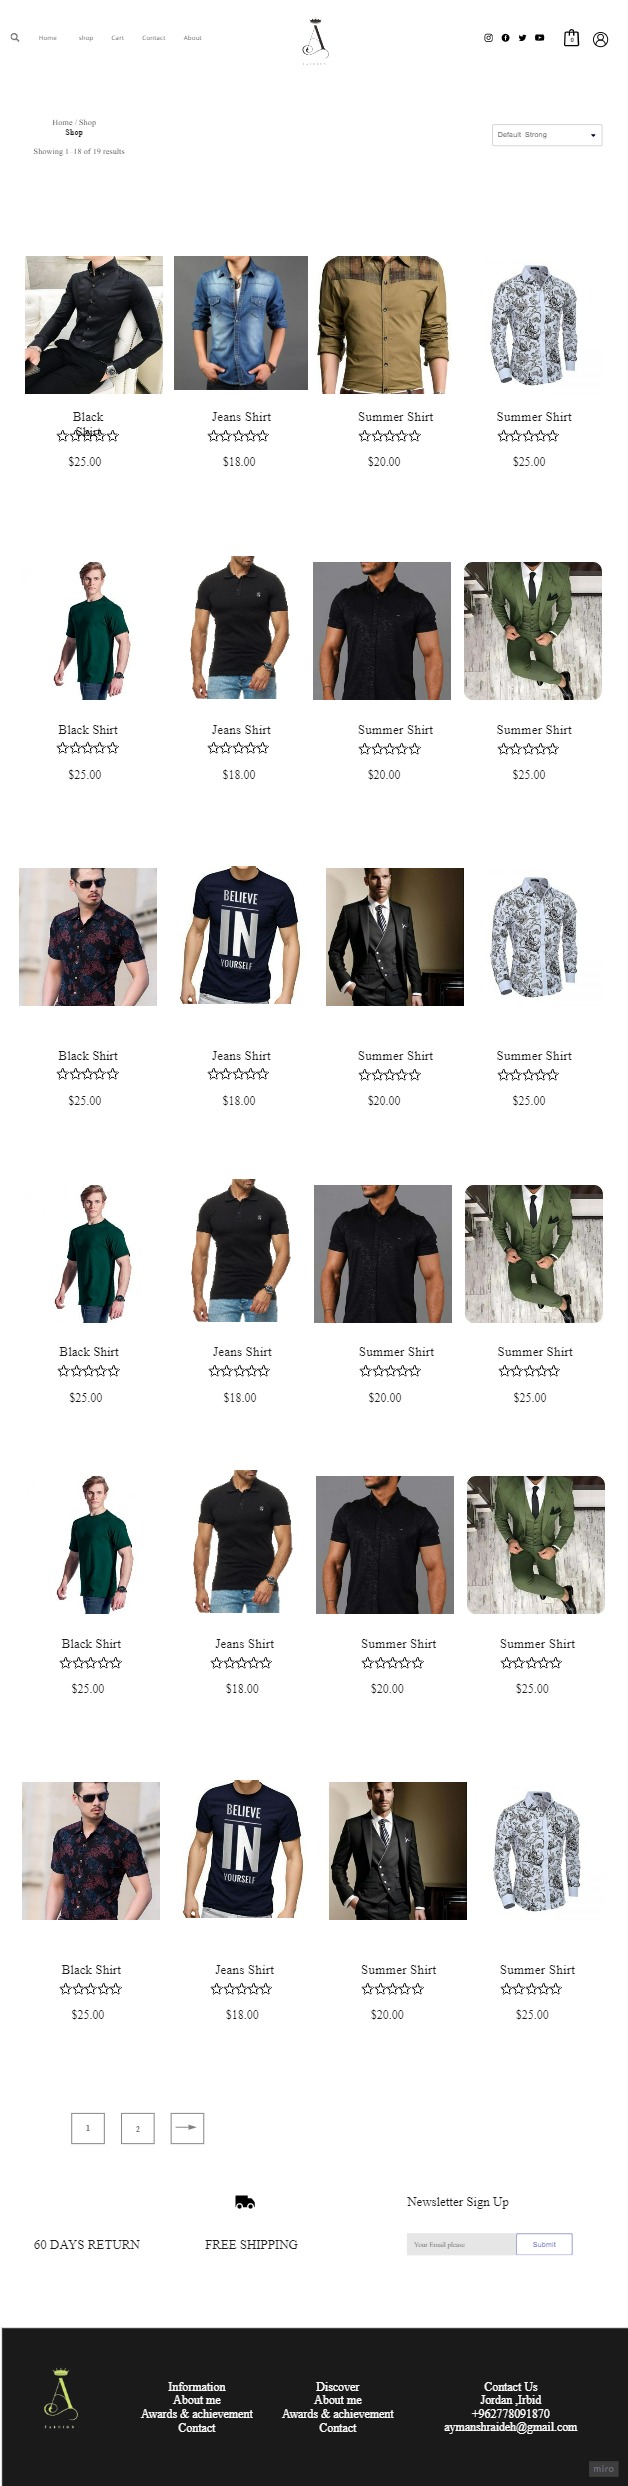 Home shop Cart Contact About
A
FASHION
0
Home / Shop
Shop
Showing 1-18 of 19 results
Default Strong
Black Shirt
Jeans Shirt
Summer Shirt
Summer Shirt
$25.00
$18.00
$20.00
$25.00
Black Shirt
Jeans Shirt
Summer Shirt
Summer Shirt
$25.00
$18.00
$20.00
$25.00
BELIEVE
IN
YOURSELF
Black Shirt
Jeans Shirt
Summer Shirt
Summer Shirt
$25.00
$18.00
$20.00
$25.00
Black Shirt
Jeans Shirt
Summer Shirt
Summer Shirt
$25.00
$18.00
$20.00
$25.00
Black Shirt
Jeans Shirt
Summer Shirt
Summer Shirt
$25.00
$18.00
$20.00
$25.00
BELIEVE
IN
YOURSELF
Black Shirt
Jeans Shirt
Summer Shirt
Summer Shirt
$25.00
$18.00
$20.00
$25.00
1
2
60 DAYS RETURN
FREE SHIPPING
Newsletter Sign Up
Your Email please
Submit
A
FASHION
Information
About me
Awards & achievement
Contact
Discover
About me
Awards & achievement
Contact
Contact Us
Jordan ,Irbid
+962778091870
aymanshraideh@gmail.com
miro